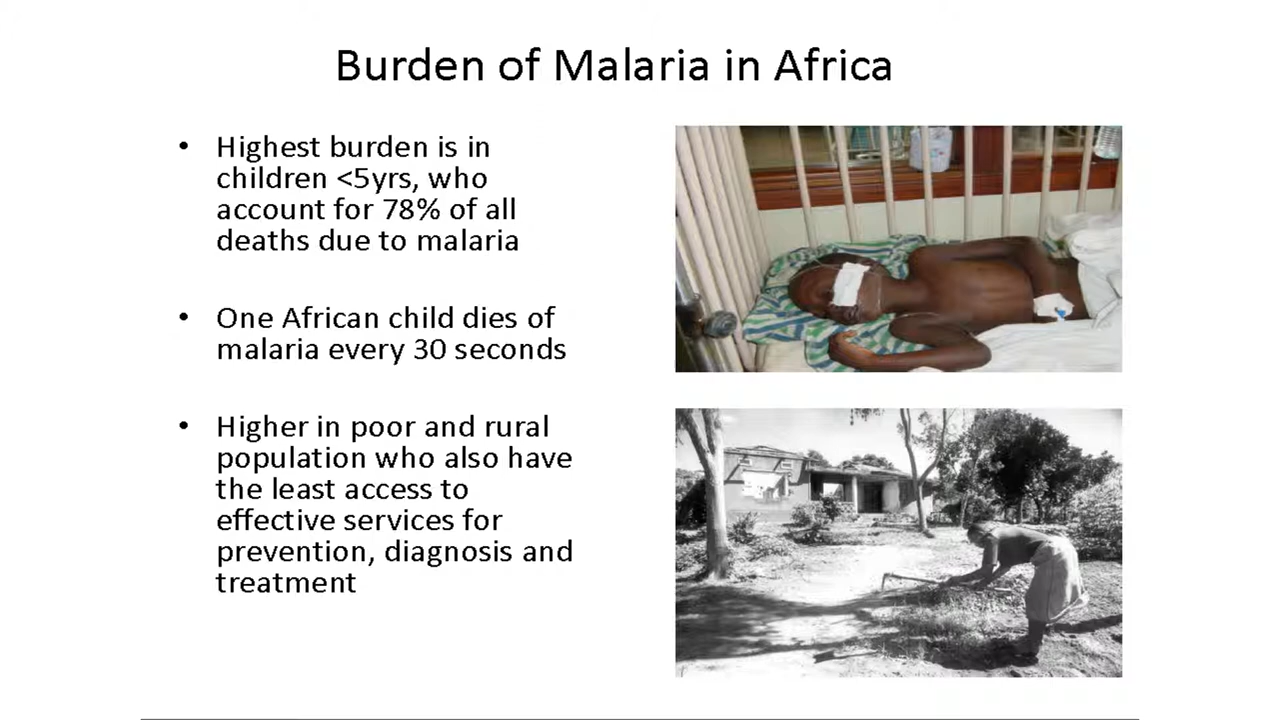 Burden of Malaria in Africa
• Highest burden is in
children <5yrs, who
account for 78% of all
deaths due to malaria
• One African child dies of
malaria every 30 seconds
• Higher in poor and rural
population who also have
the least access to
effective services for
prevention, diagnosis and
treatment